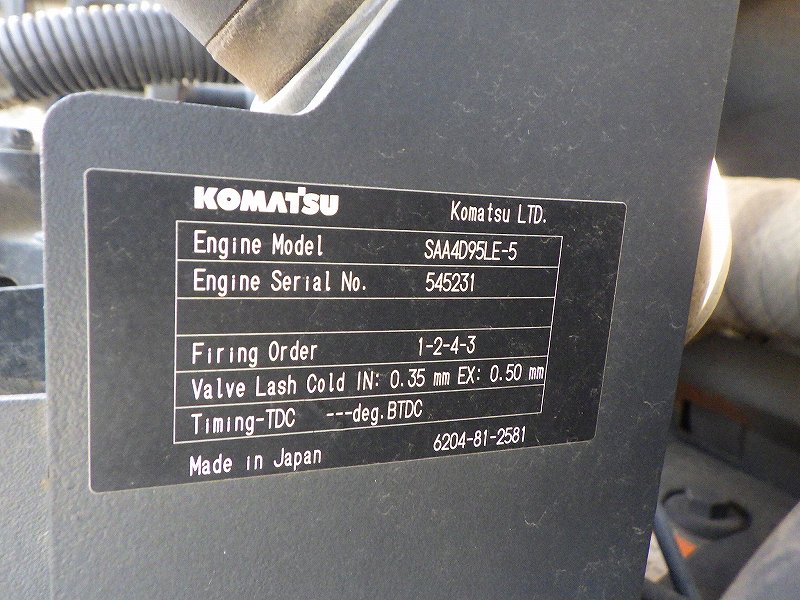 KOMATSU Komatsu LTD.
Engine Model SAA4D95LE-5
Engine Serial No. 545231
Firing Order 1-2-4-3
Valve Lash Cold IN: 0.35 mm EX: 0.50 mm
Timing-TDC ---deg.BTDC
Made in Japan 6204-81-2581